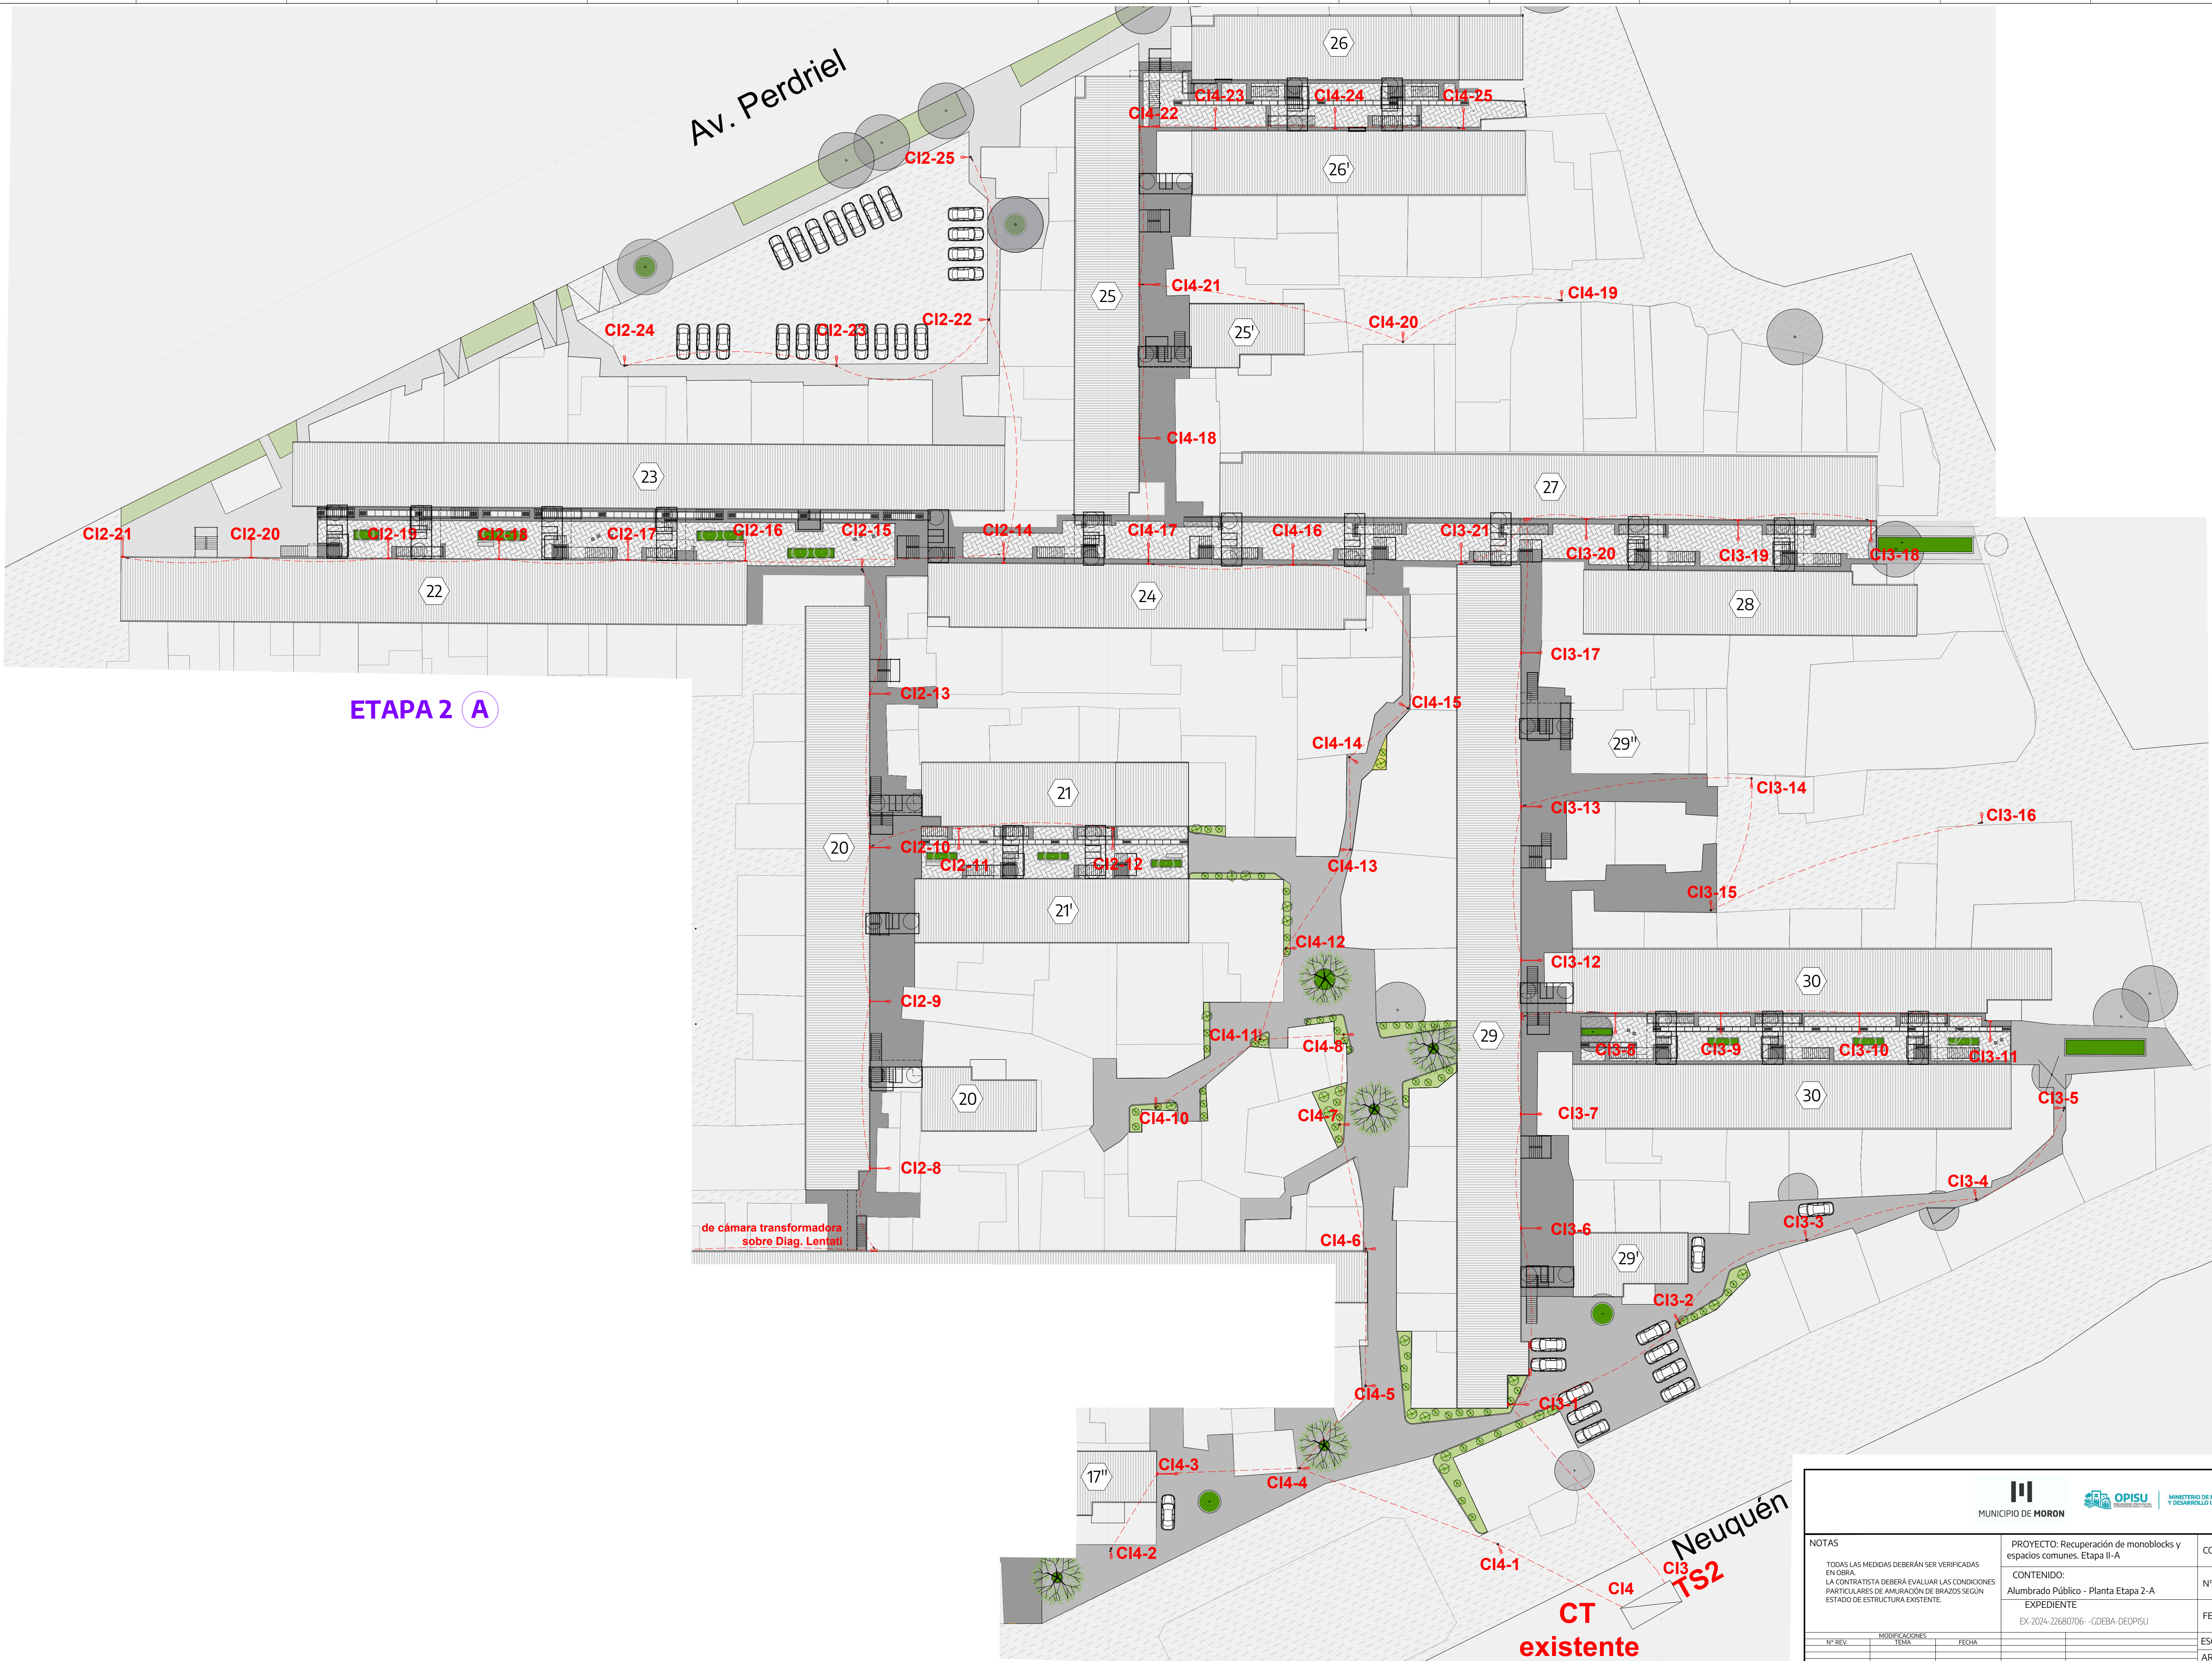 26
Av. Perdriel
CI4-23
CI4-24
CI4-25
CI4-22
CI2-25
26'
CI4-21
CI4-19
25
CI2-22
CI4-20
CI2-24
CI2-23
25'
CI4-18
23
27
CI2-21
CI2-20
CI2-19
CI2-18
CI2-17
CI2-16
CI2-15
CI2-14
CI4-17
CI4-16
CI3-21
CI3-20
CI3-19
CI3-18
22
24
28
CI3-17
CI2-13
CI4-15
ETAPA 2 A
CI4-14
29"
21
CI3-14
CI3-13
CI3-16
20
CI2-10
CI2-11
CI2-12
CI4-13
CI3-15
21'
CI4-12
CI3-12
30
CI2-9
CI4-11
CI4-8
29
CI3-8
CI3-9
CI3-10
CI3-11
20
30
CI3-5
CI4-10
CI4-7
CI3-7
CI2-8
CI3-4
CI3-3
de cámara transformadora
sobre Diag. Lentati
CI4-6
CI3-6
29'
CI3-2
CI4-5
CI3-1
17"
CI4-3
CI4-4
CI4-2
CI4-1
Neuquén
CI3
TS2
CI4
CT
existente
MUNICIPIO DE MORON
OPISU
MINISTERIO DE
Y DESARROLLO
NOTAS
TODAS LAS MEDIDAS DEBERÁN SER VERIFICADAS
EN OBRA.
LA CONTRATISTA DEBERÁ EVALUAR LAS CONDICIONES
PARTICULARES DE AMURACIÓN DE BRAZOS SEGÚN
ESTADO DE ESTRUCTURA EXISTENTE.
PROYECTO: Recuperación de monoblocks y
espacios comunes. Etapa II-A
CONTENIDO:
Alumbrado Público - Planta Etapa 2-A
EXPEDIENTE
EX-2024-22680706- -GDEBA-DEOPISU
MODIFICACIONES
N° REV. TEMA FECHA